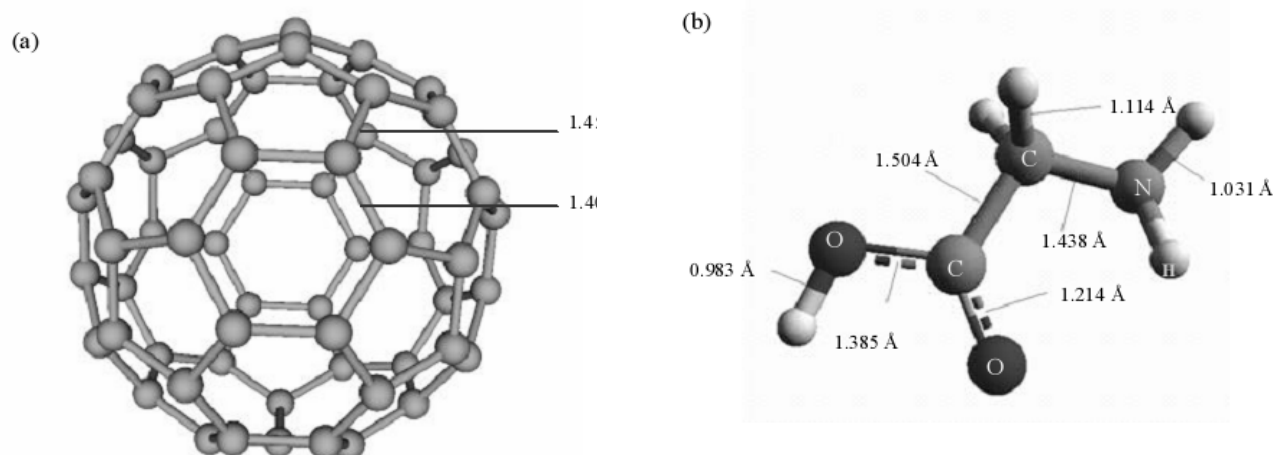 (a)
(b)
1.114 Å
C
1.504 Å
N
1.031 Å
1.438 Å
O
C
H
0.983 Å
1.214 Å
1.385 Å
O